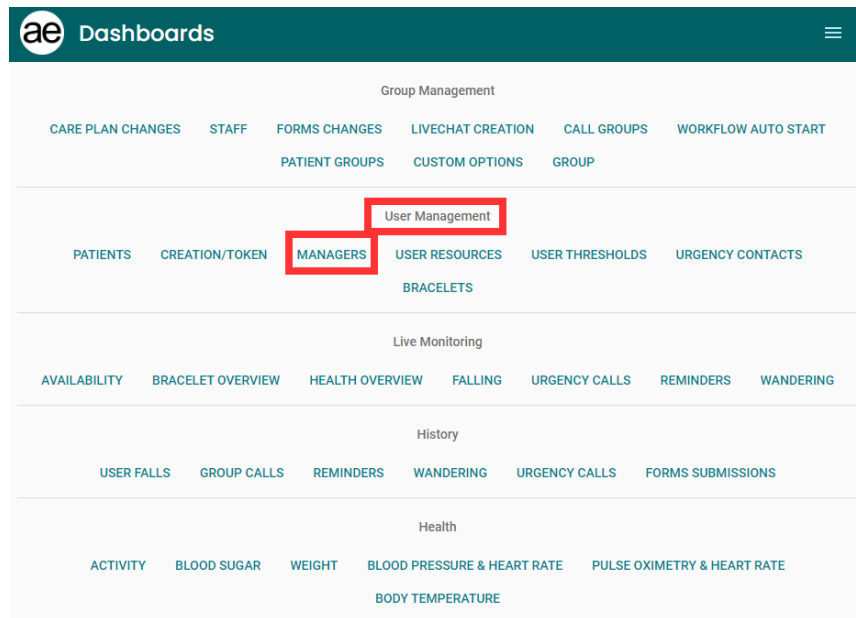 ae Dashboards
Group Management
CARE PLAN CHANGES STAFF FORMS CHANGES LIVECHAT CREATION CALL GROUPS WORKFLOW AUTO START
PATIENT GROUPS CUSTOM OPTIONS GROUP
User Management
PATIENTS CREATION/TOKEN MANAGERS USER RESOURCES USER THRESHOLDS URGENCY CONTACTS
BRACELETS
Live Monitoring
AVAILABILITY BRACELET OVERVIEW HEALTH OVERVIEW FALLING URGENCY CALLS REMINDERS WANDERING
History
USER FALLS GROUP CALLS REMINDERS WANDERING URGENCY CALLS FORMS SUBMISSIONS
Health
ACTIVITY BLOOD SUGAR WEIGHT BLOOD PRESSURE & HEART RATE PULSE OXIMETRY & HEART RATE
BODY TEMPERATURE